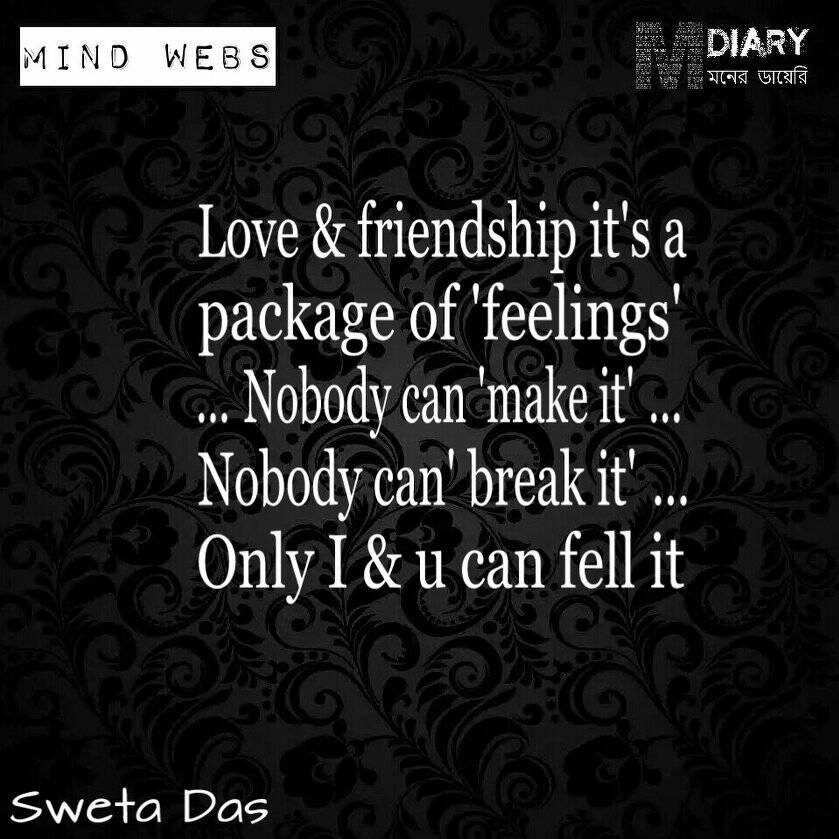 MIND WEBS
M DIARY
মনের ডায়েরি
Love & friendship it's a
package of 'feelings'
... Nobody can 'make it' ...
Nobody can' break it' ...
Only I & u can fell it
Sweta Das